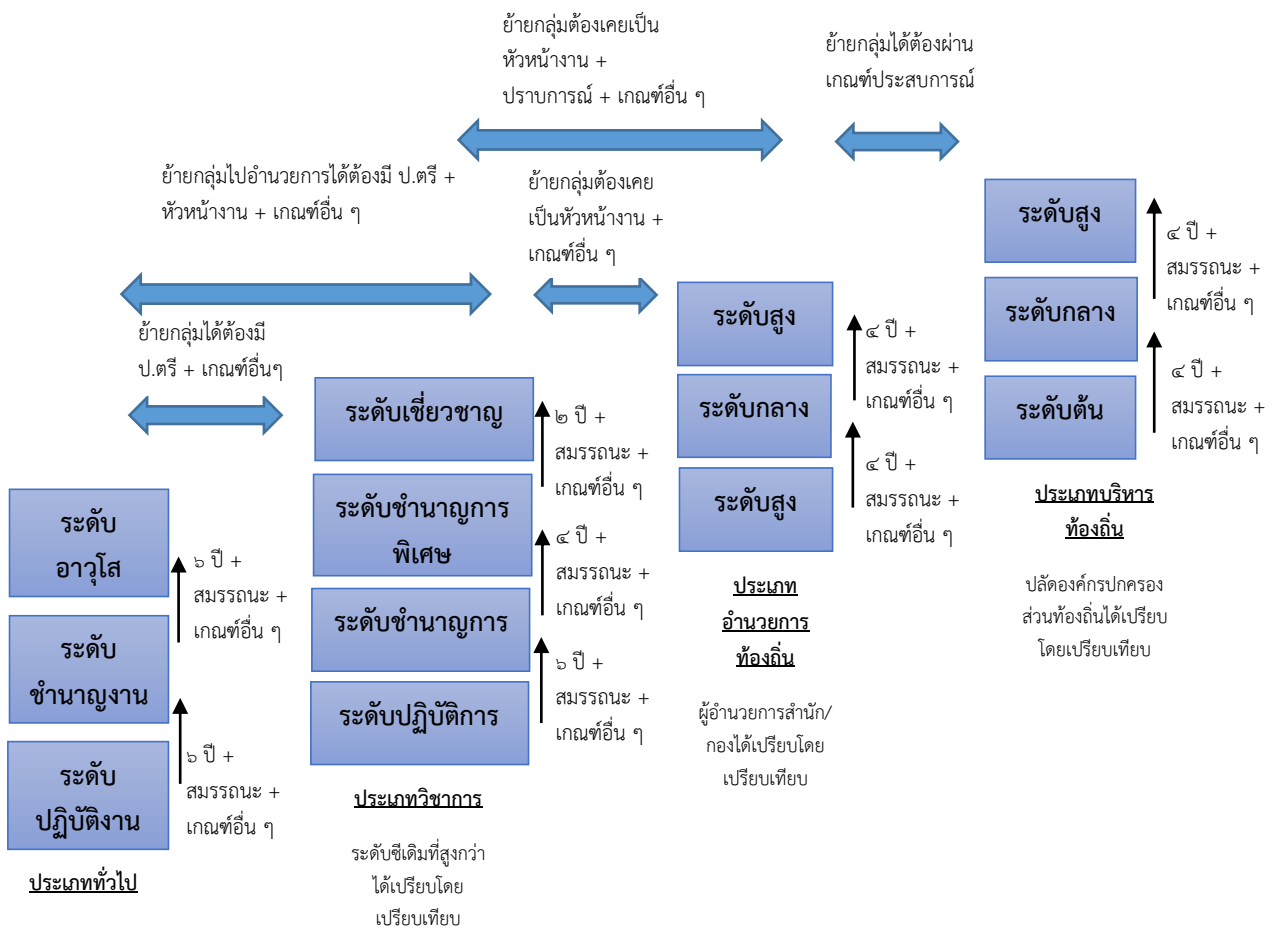 ย้ายกลุ่มต้องเคยเป็น
หัวหน้างาน +
ปราบการณ์ + เกณฑ์อื่น ๆ
ย้ายกลุ่มได้ต้องผ่าน
เกณฑ์ประสบการณ์
ย้ายกลุ่มไปอำนวยการได้ต้องมี ป.ตรี +
หัวหน้างาน + เกณฑ์อื่น ๆ
ย้ายกลุ่มต้องเคย
เป็นหัวหน้างาน +
เกณฑ์อื่น ๆ
ย้ายกลุ่มได้ต้องมี
ป.ตรี + เกณฑ์อื่นๆ
ระดับ
อาวุโส
๖ ปี +
สมรรถนะ +
เกณฑ์อื่น ๆ
ระดับ
ชำนาญงาน
๖ ปี +
สมรรถนะ +
เกณฑ์อื่น ๆ
ระดับ
ปฏิบัติงาน
ประเภททั่วไป
ระดับเชี่ยวชาญ
๒ ปี +
สมรรถนะ +
เกณฑ์อื่น ๆ
ระดับชำนาญการ
พิเศษ
๔ ปี +
สมรรถนะ +
เกณฑ์อื่น ๆ
ระดับชำนาญการ
๖ ปี +
สมรรถนะ +
เกณฑ์อื่น ๆ
ระดับปฏิบัติการ
ประเภทวิชาการ
ระดับซีเดิมที่สูงกว่า
ได้เปรียบโดย
เปรียบเทียบ
ระดับสูง
๔ ปี +
สมรรถนะ +
เกณฑ์อื่น ๆ
ระดับกลาง
๔ ปี +
สมรรถนะ +
เกณฑ์อื่น ๆ
ระดับสูง
ประเภท
อำนวยการ
ท้องถิ่น
ผู้อำนวยการสำนัก/
กองได้เปรียบโดย
เปรียบเทียบ
ระดับสูง
๔ ปี +
สมรรถนะ +
เกณฑ์อื่น ๆ
ระดับกลาง
๔ ปี +
สมรรถนะ +
เกณฑ์อื่น ๆ
ระดับต้น
ประเภทบริหาร
ท้องถิ่น
ปลัดองค์กรปกครอง
ส่วนท้องถิ่นได้เปรียบ
โดยเปรียบเทียบ